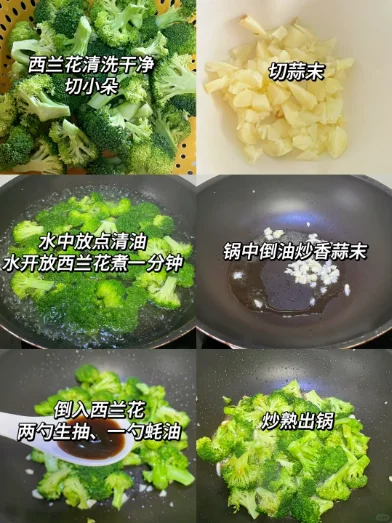 西兰花清洗干净
切小朵
切蒜末
水中放点清油
水开放西兰花煮一分钟
锅中倒油炒香蒜末
倒入西兰花
两勺生抽、一勺蚝油
炒熟出锅